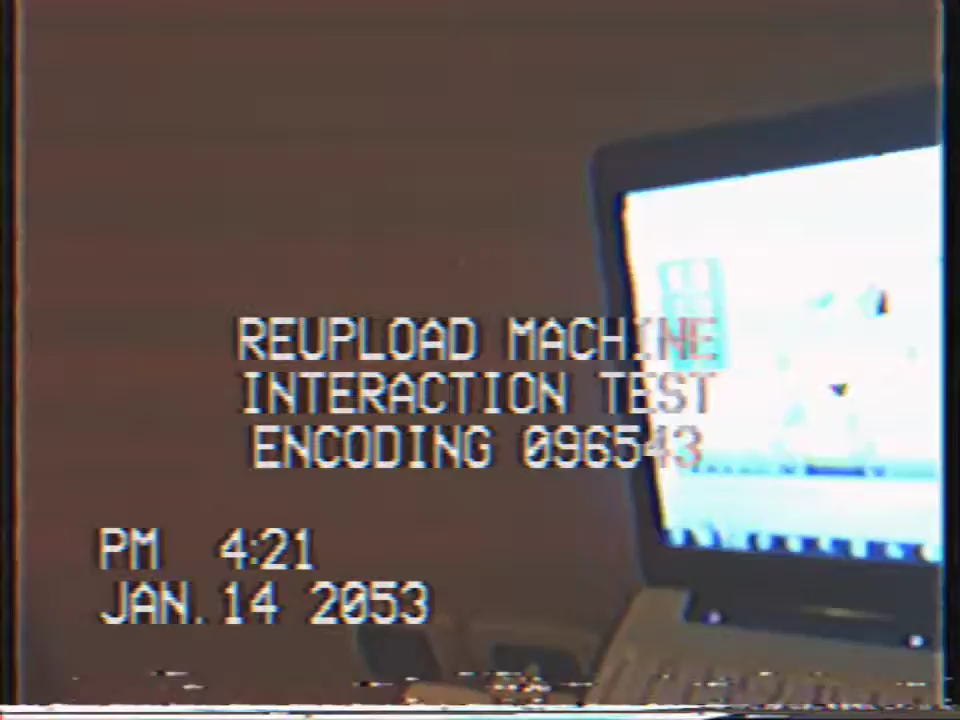 REUPLOAD MACHINE
INTERACTION TEST
ENCODING 096543
PM 4:21
JAN. 14 2053